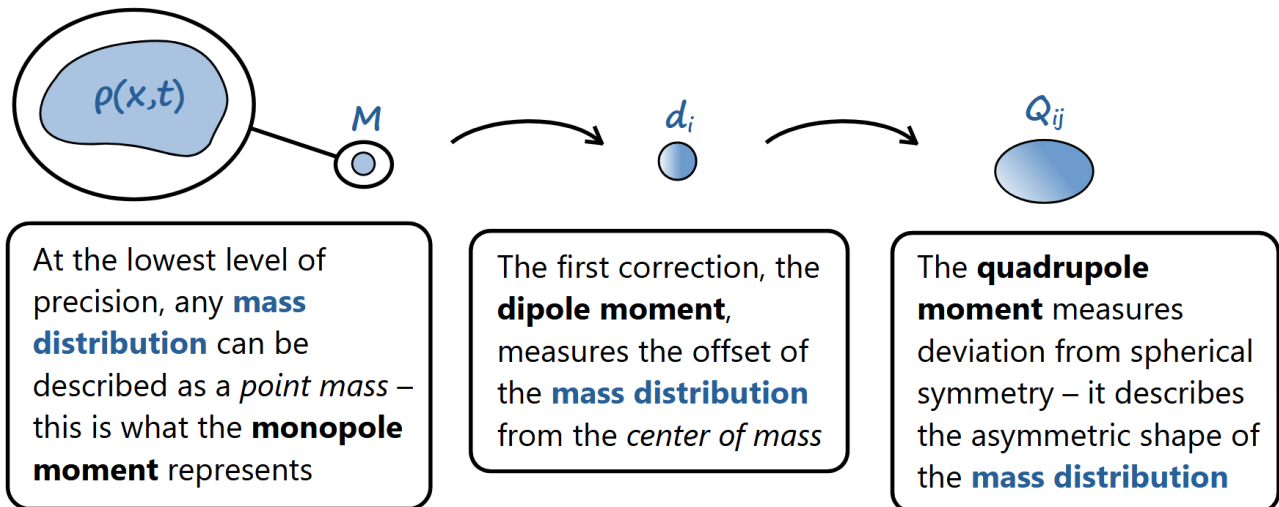 ρ(x,t)
M
d_i
Q_ij
At the lowest level of
precision, any mass
distribution can be
described as a point mass –
this is what the monopole
moment represents
The first correction, the
dipole moment,
measures the offset of
the mass distribution
from the center of mass
The quadrupole
moment measures
deviation from spherical
symmetry – it describes
the asymmetric shape of
the mass distribution